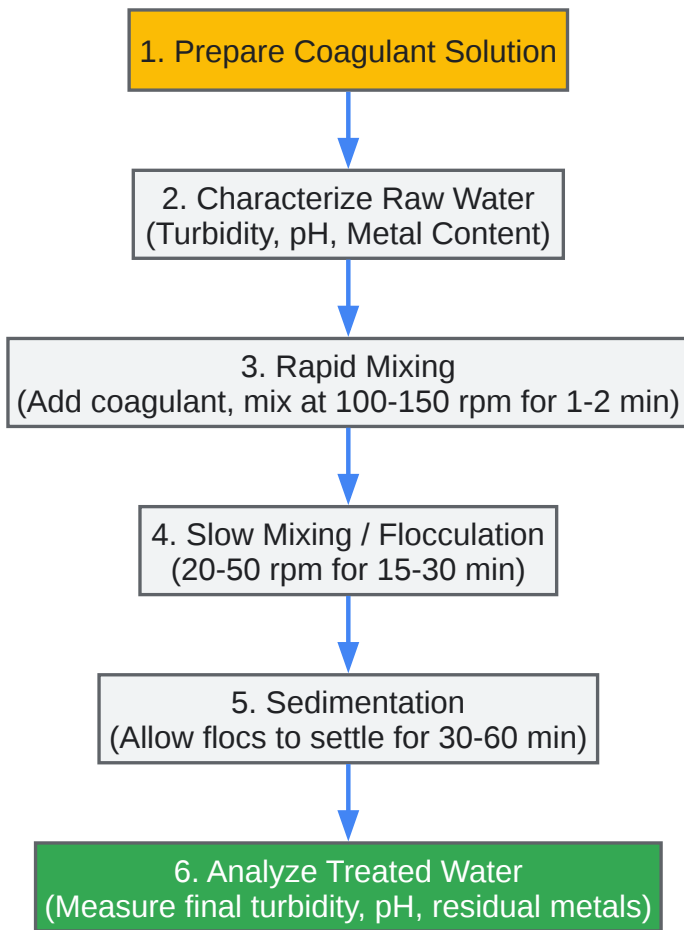 1. Prepare Coagulant Solution
2. Characterize Raw Water
(Turbidity, pH, Metal Content)
3. Rapid Mixing
(Add coagulant, mix at 100-150 rpm for 1-2 min)
4. Slow Mixing / Flocculation
(20-50 rpm for 15-30 min)
5. Sedimentation
(Allow flocs to settle for 30-60 min)
6. Analyze Treated Water
(Measure final turbidity, pH, residual metals)